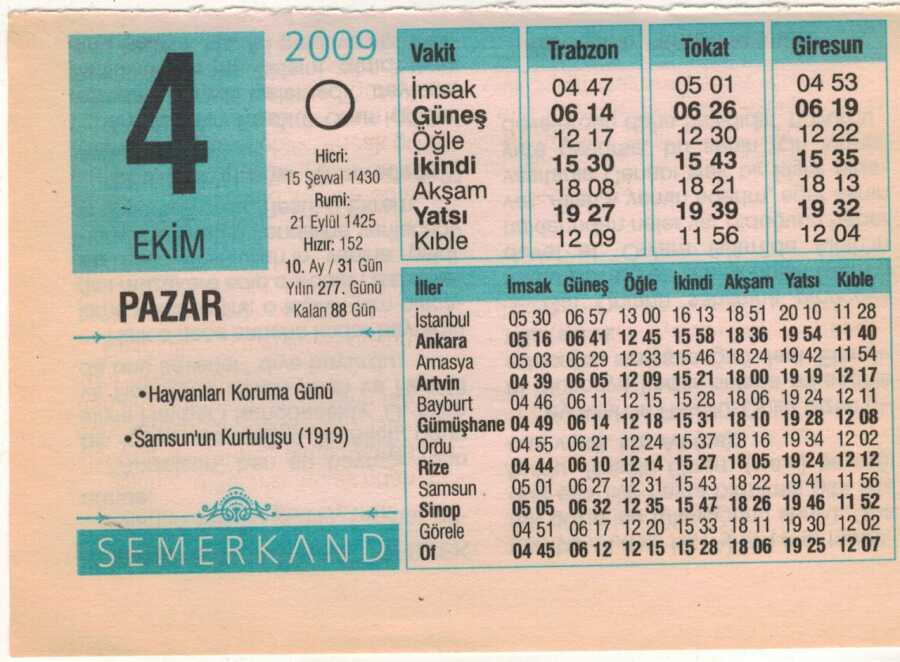 4
EKİM
PAZAR
2009
Hicri:
15 Şevval 1430
Rumi:
21 Eylül 1425
Hızır: 152
10. Ay / 31 Gün
Yılın 277. Günü
Kalan 88 Gün
•Hayvanları Koruma Günü
•Samsun'un Kurtuluşu (1919)
SEMERKAND
Vakit Trabzon Tokat Giresun
İmsak 04 47 05 01 04 53
Güneş 06 14 06 26 06 19
Öğle 12 17 12 30 12 22
İkindi 15 30 15 43 15 35
Akşam 18 08 18 21 18 13
Yatsı 19 27 19 39 19 32
Kıble 12 09 11 56 12 04
İller İmsak Güneş Öğle İkindi Akşam Yatsı Kıble
İstanbul 05 30 06 57 13 00 16 13 18 51 20 10 11 28
Ankara 05 16 06 41 12 45 15 58 18 36 19 54 11 40
Amasya 05 03 06 29 12 33 15 46 18 24 19 42 11 54
Artvin 04 39 06 05 12 09 15 21 18 00 19 19 12 17
Bayburt 04 46 06 11 12 15 15 28 18 06 19 24 12 11
Gümüşhane 04 49 06 14 12 18 15 31 18 10 19 28 12 08
Ordu 04 55 06 21 12 24 15 37 18 16 19 34 12 02
Rize 04 44 06 10 12 14 15 27 18 05 19 24 12 12
Samsun 05 01 06 27 12 31 15 43 18 22 19 41 11 56
Sinop 05 05 06 32 12 35 15 47 18 26 19 46 11 52
Görele 04 51 06 17 12 20 15 33 18 11 19 30 12 02
Of 04 45 06 12 12 15 15 28 18 06 19 25 12 07